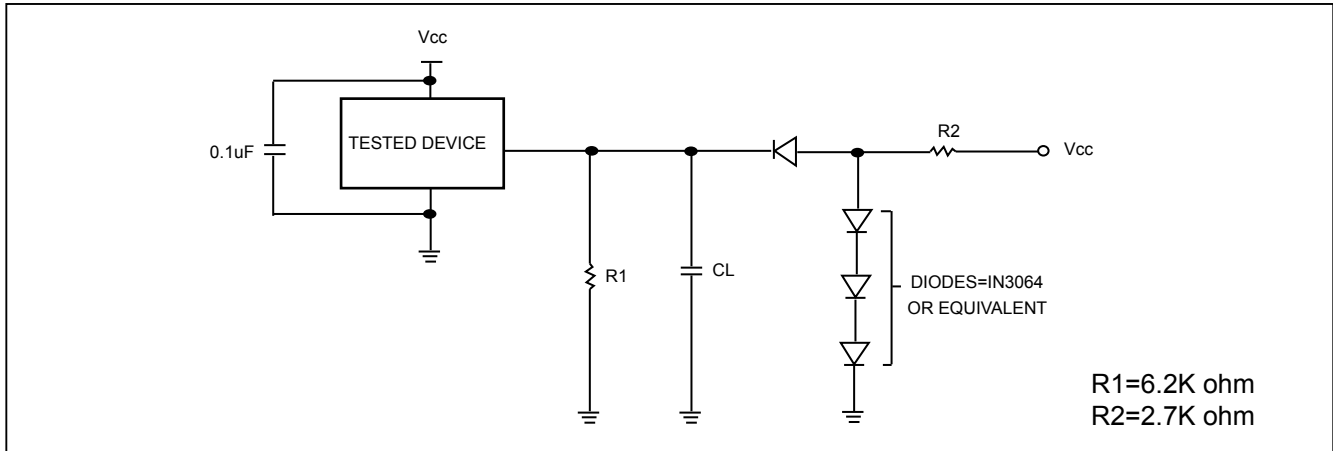 Vcc
TESTED DEVICE
0.1uF
R2
Vcc
R1
CL
DIODES=IN3064
OR EQUIVALENT
R1=6.2K ohm
R2=2.7K ohm